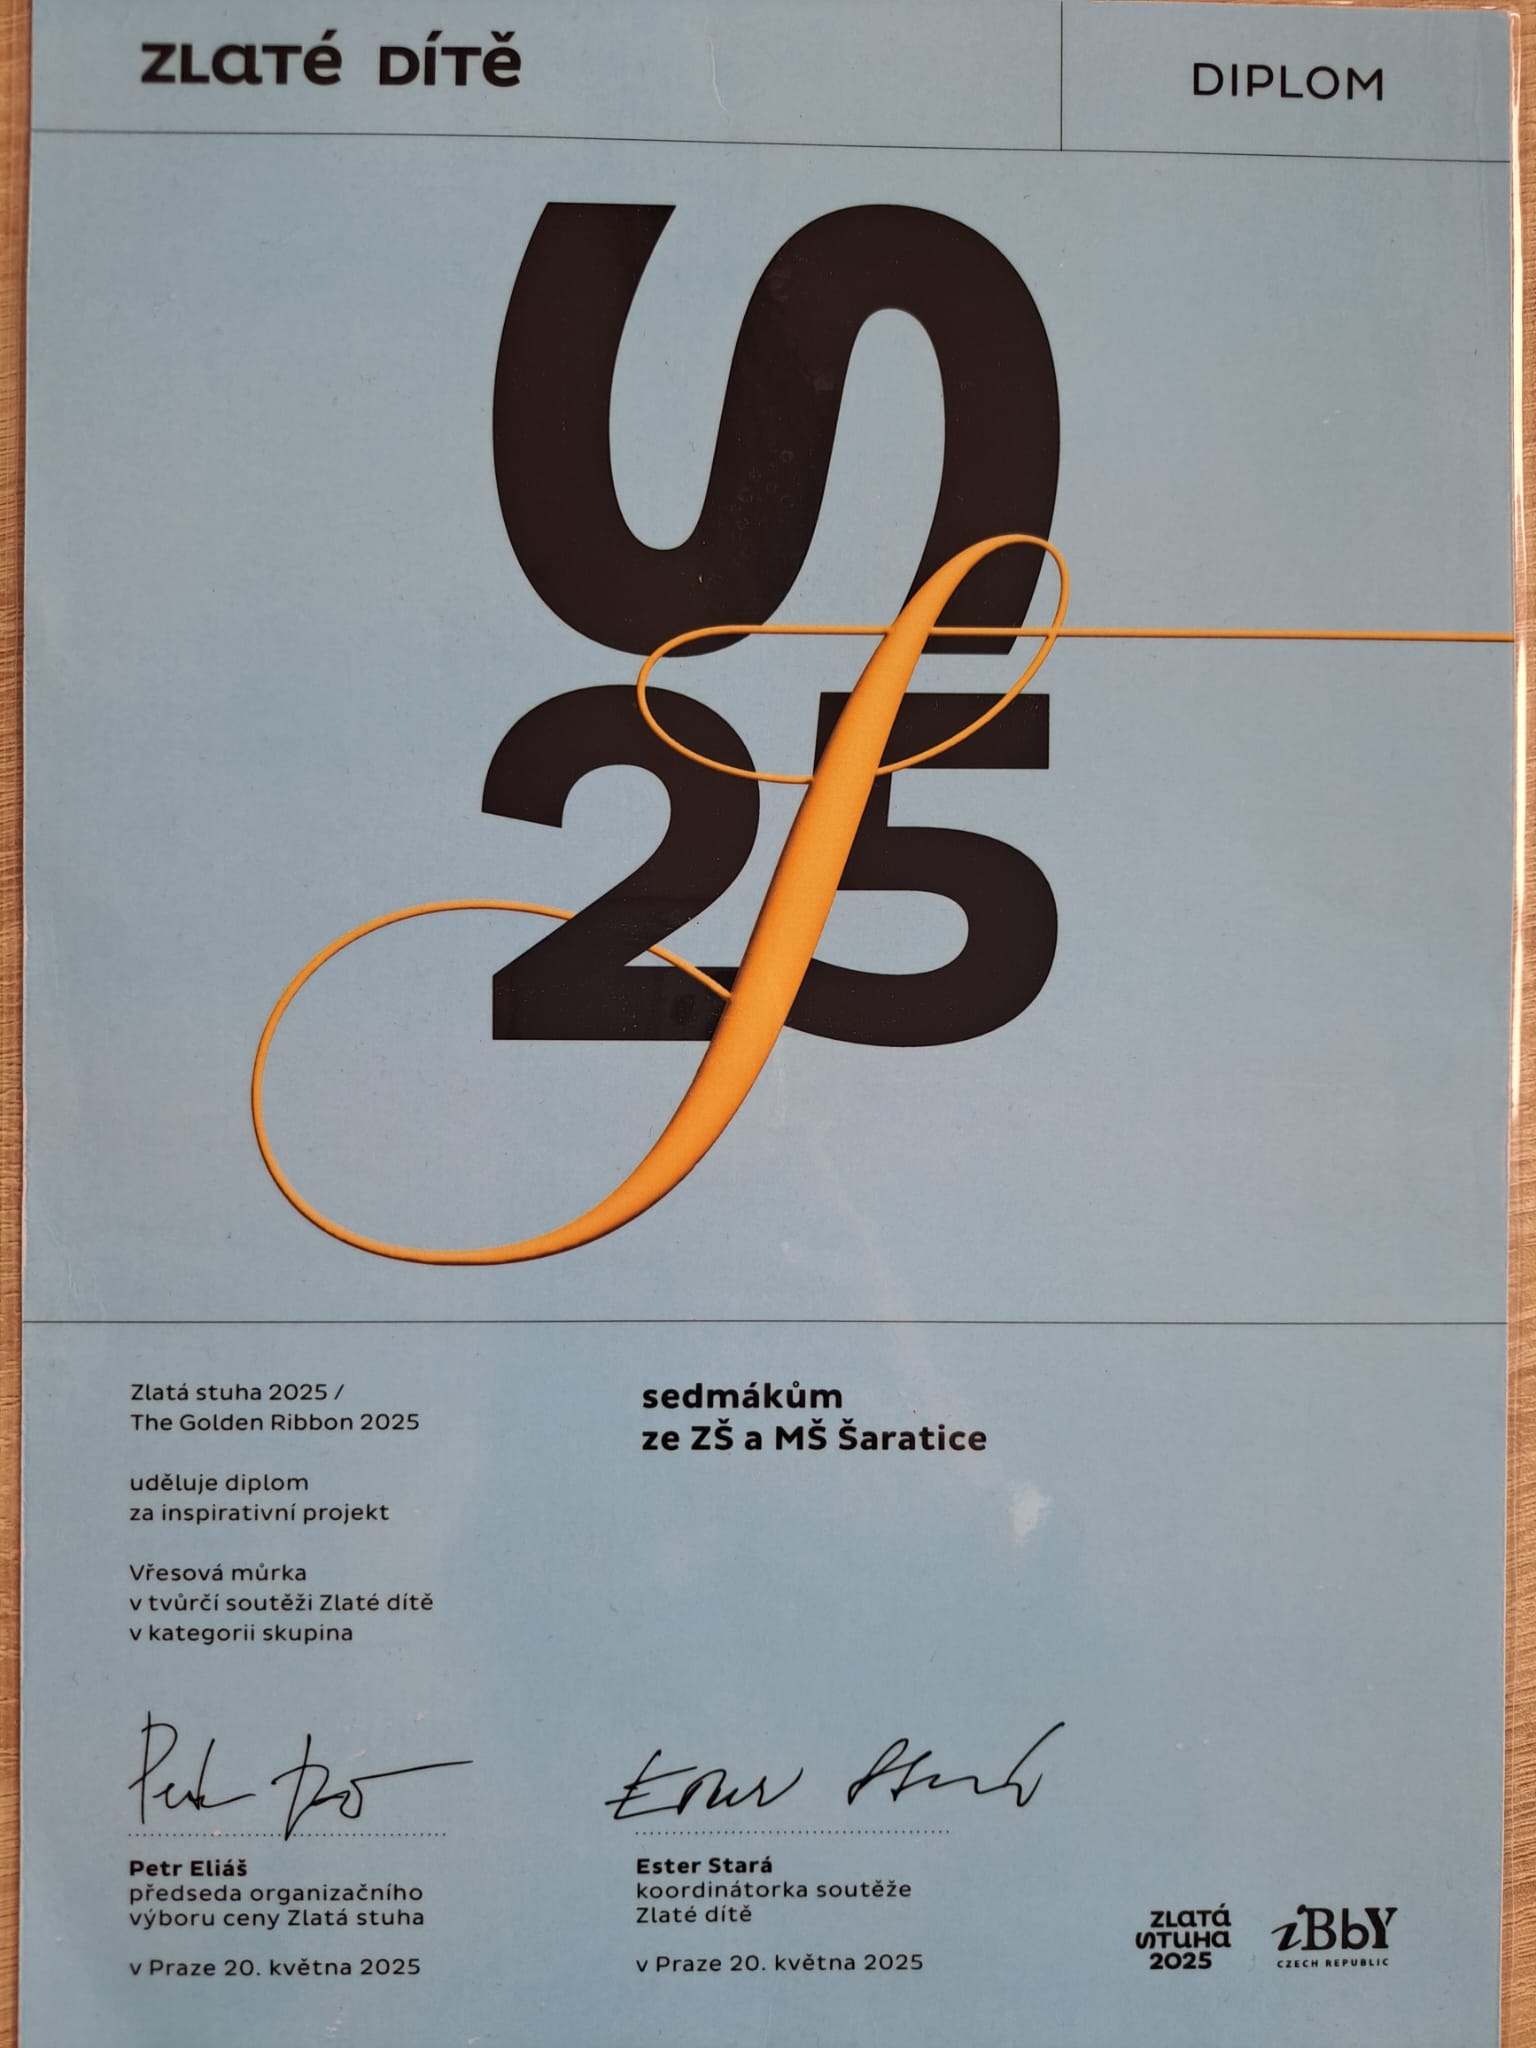 ZLATÉ DÍTĚ
DIPLOM
S
25
Zlatá stuha 2025 /
The Golden Ribbon 2025
uděluje diplom
za inspirativní projekt
Vřesová můrka
v tvůrčí soutěži Zlaté dítě
v kategorii skupina
sedmákům
ze ZŠ a MŠ Šaratice
Petr Eliáš
předseda organizačního
výboru ceny Zlatá stuha
v Praze 20. května 2025
Ester Stará
koordinátorka soutěže
Zlaté dítě
v Praze 20. května 2025
ZLATÁ
STUHA
2025
iBbY
CZECH REPUBLIC